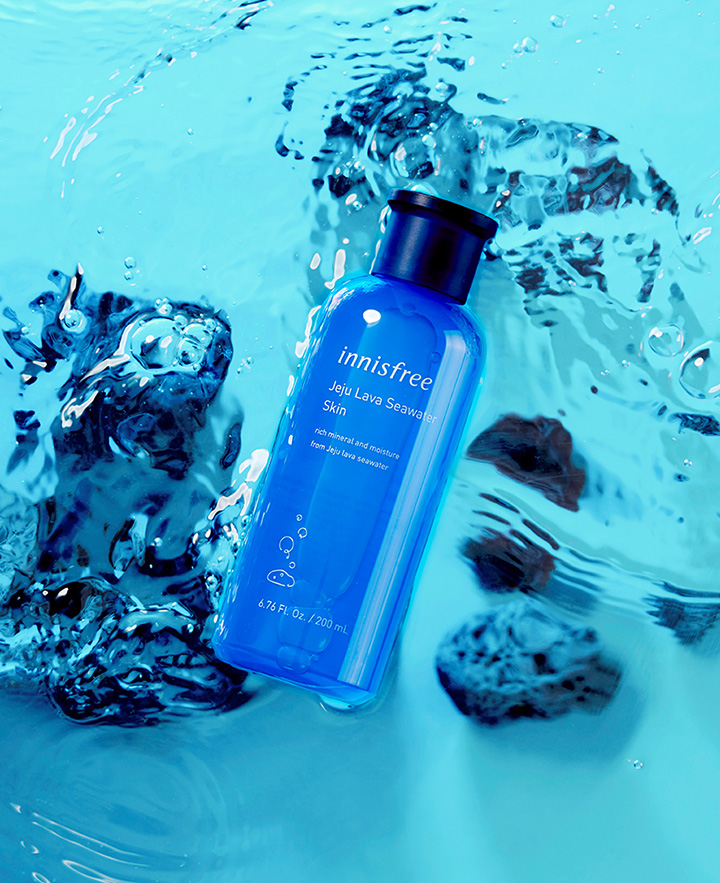 innisfree
Jeju Lava Seawater
Skin
rich mineral and moisture
from Jeju lava seawater
6.76 Fl. Oz. / 200 mL